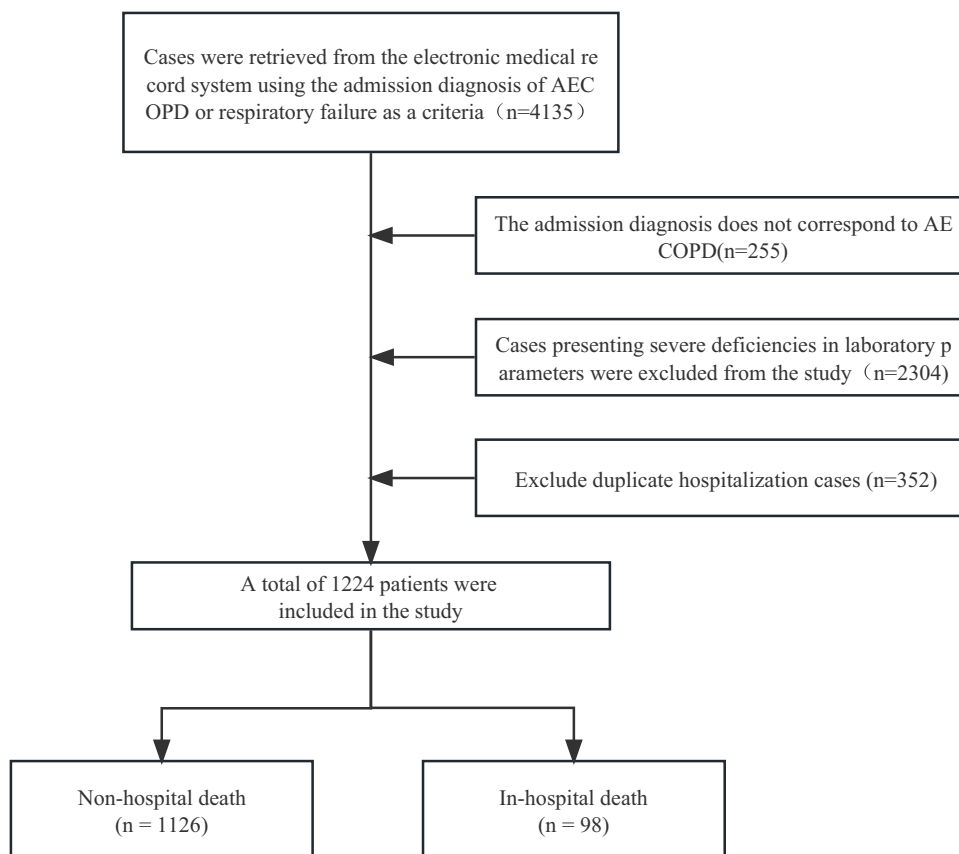 Cases were retrieved from the electronic medical re
cord system using the admission diagnosis of AEC
OPD or respiratory failure as a criteria（n=4135）
The admission diagnosis does not correspond to AE
COPD(n=255)
Cases presenting severe deficiencies in laboratory p
arameters were excluded from the study（n=2304)
Exclude duplicate hospitalization cases (n=352)
A total of 1224 patients were
included in the study
Non-hospital death
(n = 1126)
In-hospital death
(n = 98)